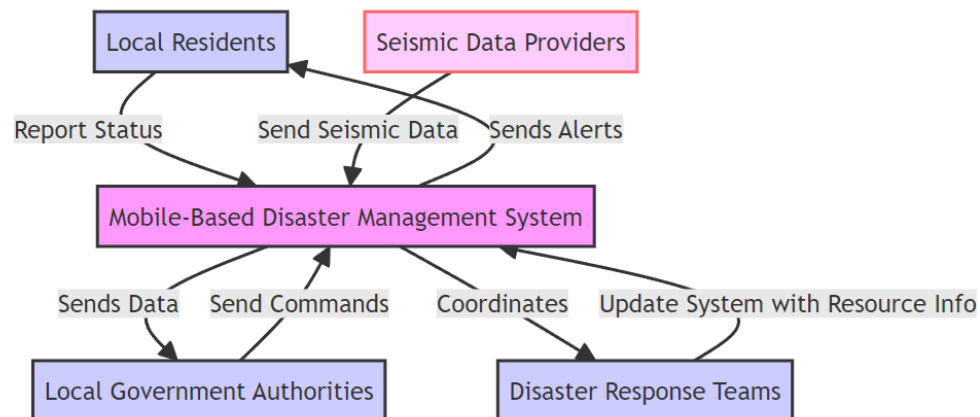 Local Residents
Seismic Data Providers
Report Status
Send Seismic Data
Sends Alerts
Mobile-Based Disaster Management System
Sends Data
Send Commands
Coordinates
Update System with Resource Info
Local Government Authorities
Disaster Response Teams